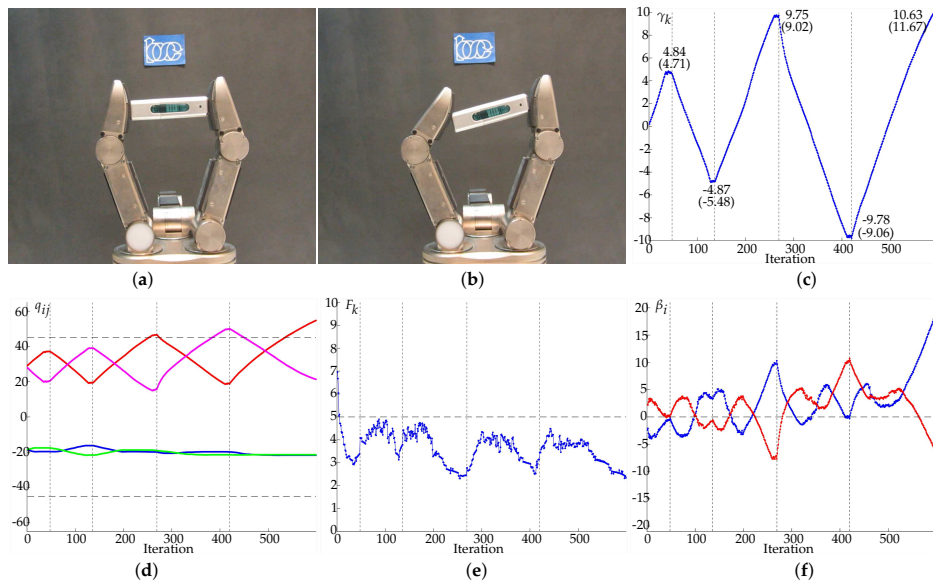 (a)
(b)
γk
4.84
(4.71)
-4.87
(-5.48)
9.75
(9.02)
-9.78
(-9.06)
10.63
(11.67)
10
8
6
4
2
0
-2
-4
-6
-8
-10
0 100 200 300 400 500
Iteration
(c)
qij
60
40
20
0
-20
-40
-60
0 100 200 300 400 500
Iteration
(d)
Fk
10
9
8
7
6
5
4
3
2
1
0
0 100 200 300 400 500
Iteration
(e)
βi
20
15
10
5
0
-5
-10
-15
-20
0 100 200 300 400 500
Iteration
(f)